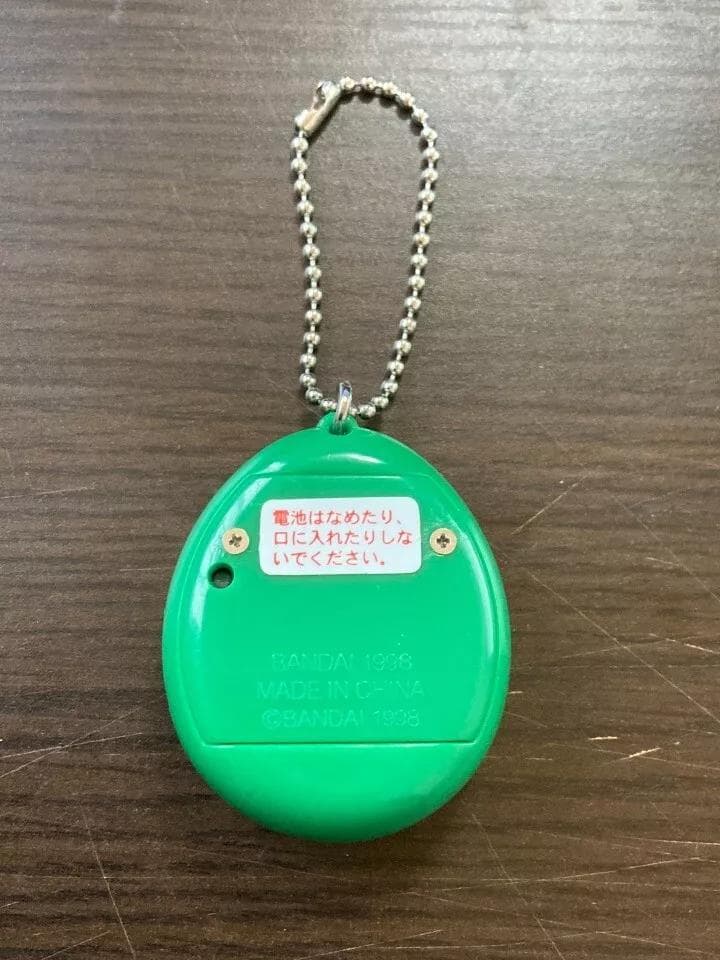 電池はなめたり、
口に入れたりしな
いでください。
BANDAI 1998
MADE IN CHINA
©BANDAI 1998